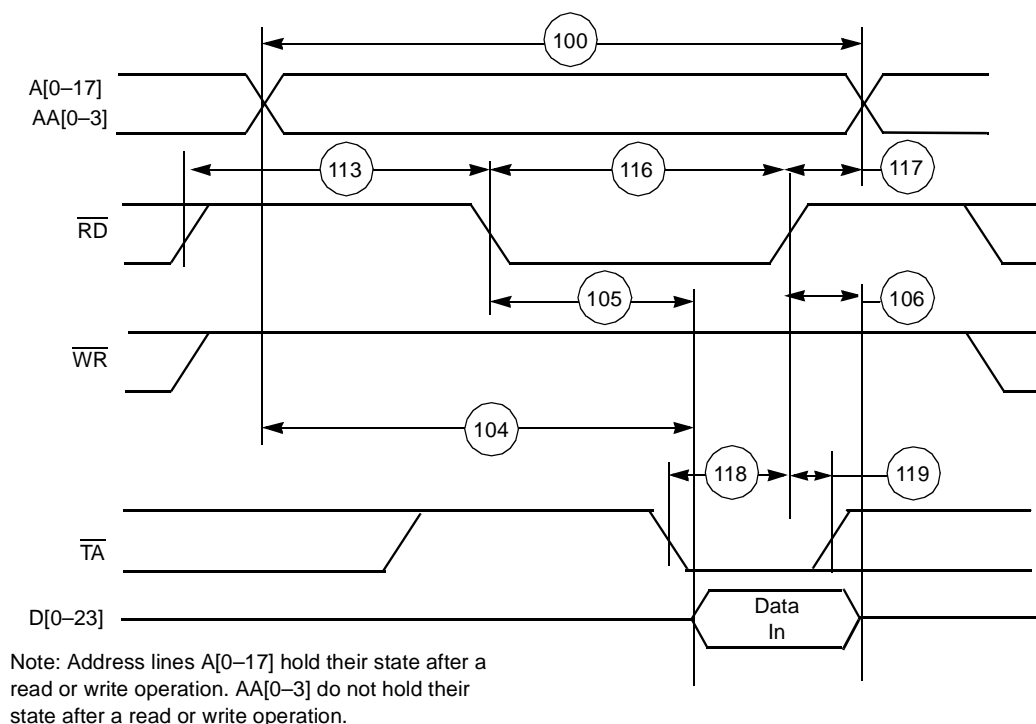 100
A[0–17]
AA[0–3]
113
116
117
RD
105
106
WR
104
118
119
TA
D[0–23]
Data
In
Note: Address lines A[0–17] hold their state after a
read or write operation. AA[0–3] do not hold their
state after a read or write operation.